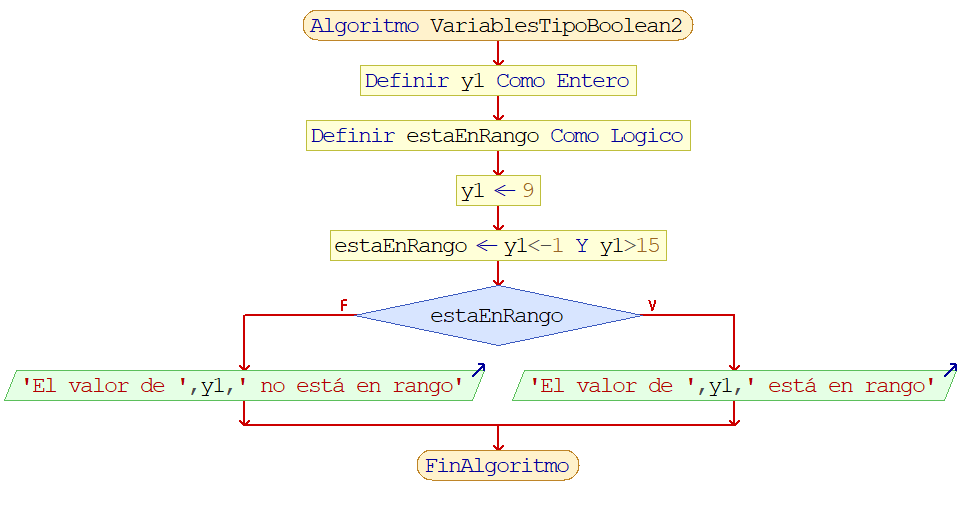 Algoritmo VariablesTipoBoolean2
Definir y1 Como Entero
Definir estaEnRango Como Logico
y1 ← 9
estaEnRango ← y1<-1 Y y1>15
F
V
estaEnRango
'El valor de ',y1,' no está en rango'
'El valor de ',y1,' está en rango'
FinAlgoritmo